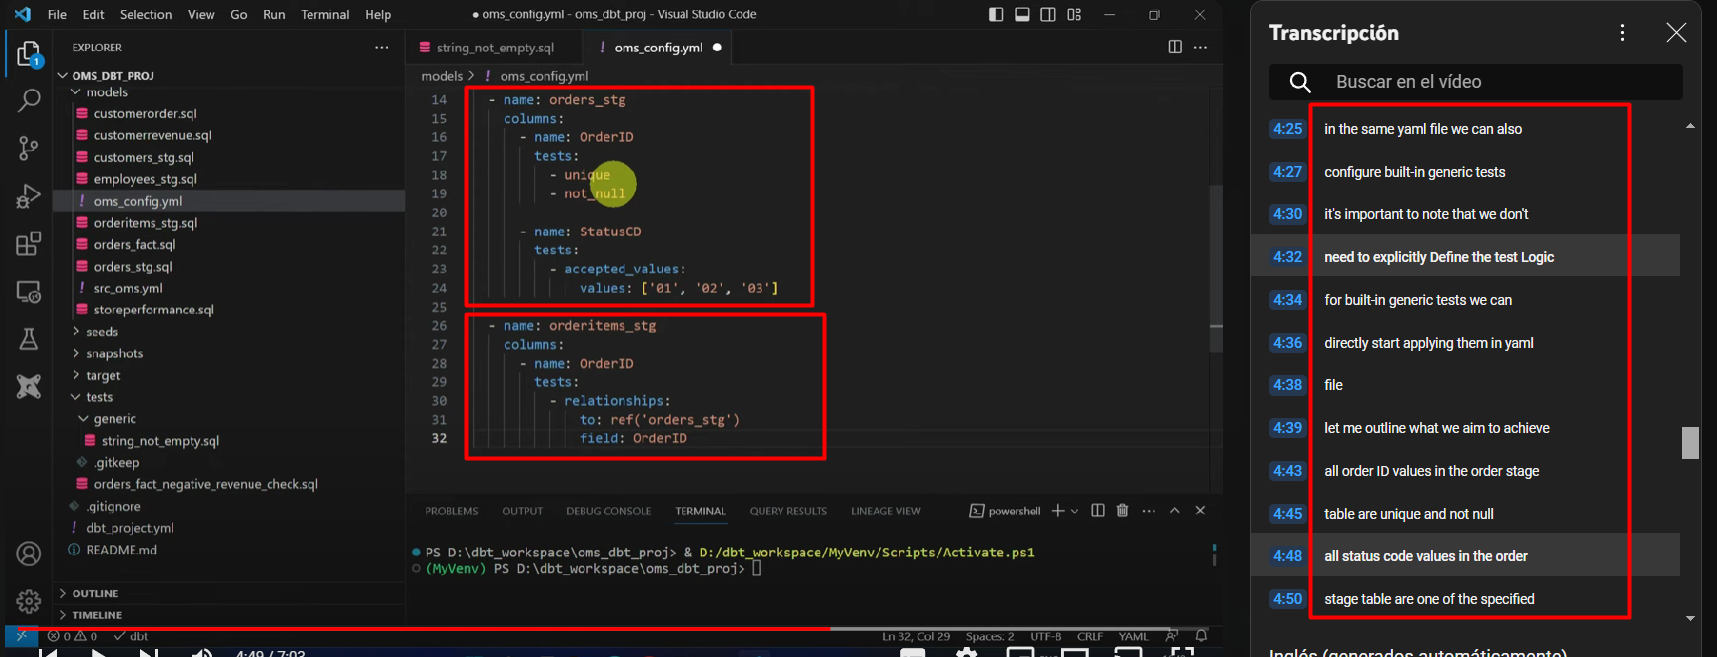 File Edit Selection View Go Run Terminal Help
● oms_config.yml - oms_dbt_proj - Visual Studio Code
EXPLORER
1
OMS_DBT_PROJ
models
customerorder.sql
customerrevenue.sql
customers_stg.sql
employees_stg.sql
oms_config.yml
orderitems_stg.sql
orders_fact.sql
orders_stg.sql
src_oms.yml
storeperformance.sql
seeds
snapshots
target
tests
generic
string_not_empty.sql
.gitkeep
orders_fact_negative_revenue_check.sql
.gitignore
dbt_project.yml
README.md
OUTLINE
TIMELINE
string_not_empty.sql
! oms_config.yml ●
models > ! oms_config.yml
14 - name: orders_stg
15 columns:
16 - name: OrderID
17 tests:
18 - unique
19 - not_null
20
21 - name: StatusCD
22 tests:
23 - accepted_values:
24 values: ['01', '02', '03']
25
26 - name: orderitems_stg
27 columns:
28 - name: OrderID
29 tests:
30 - relationships:
31 to: ref('orders_stg')
32 field: OrderID
PROBLEMS OUTPUT DEBUG CONSOLE TERMINAL QUERY RESULTS LINEAGE VIEW
powershell
PS D:\dbt_workspace\oms_dbt_proj> & D:/dbt_workspace/MyVenv/Scripts/Activate.ps1
(MyVenv) PS D:\dbt_workspace\oms_dbt_proj>
0 0 dbt
Ln 32, Col 29 Spaces: 2 UTF-8 CRLF YAML
4:49 / 7:03
Transcripción
Buscar en el vídeo
4:25 in the same yaml file we can also
4:27 configure built-in generic tests
4:30 it's important to note that we don't
4:32 need to explicitly Define the test Logic
4:34 for built-in generic tests we can
4:36 directly start applying them in yaml
4:38 file
4:39 let me outline what we aim to achieve
4:43 all order ID values in the order stage
4:45 table are unique and not null
4:48 all status code values in the order
4:50 stage table are one of the specified
Inglés (generados automáticamente)